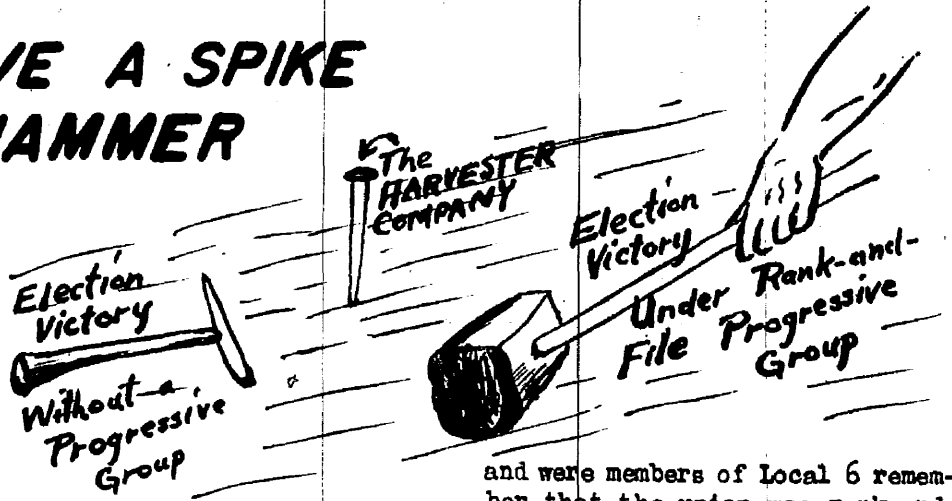 VE A SPIKE
HAMMER
The
HARVESTER
COMPANY
Election
Victory
Without-a
Progressive
Group
Election
Victory
Under Rank-and-
File Progressive
Group
and were members of Local 6 remem-
ber that the union was